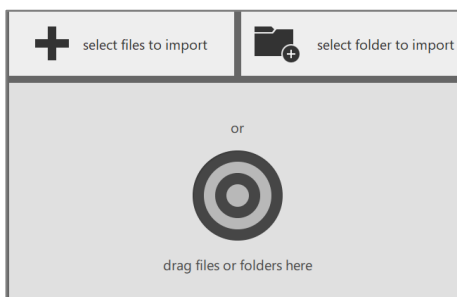 select files to import
select folder to import
or
drag files or folders here